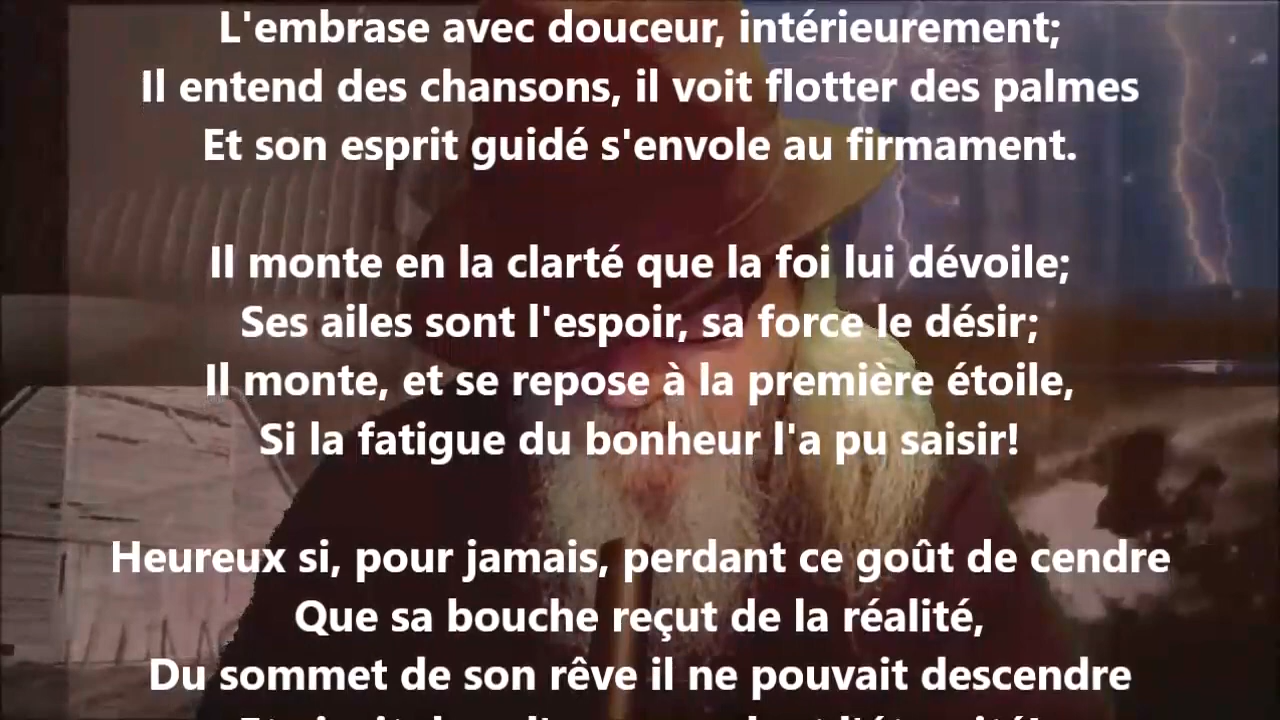 L'embrase avec douceur, intérieurement;
Il entend des chansons, il voit flotter des palmes
Et son esprit guidé s'envole au firmament.
Il monte en la clarté que la foi lui dévoile;
Ses ailes sont l'espoir, sa force le désir;
Il monte, et se repose à la première étoile,
Si la fatigue du bonheur l'a pu saisir!
Heureux si, pour jamais, perdant ce goût de cendre
Que sa bouche reçut de la réalité,
Du sommet de son rêve il ne pouvait descendre